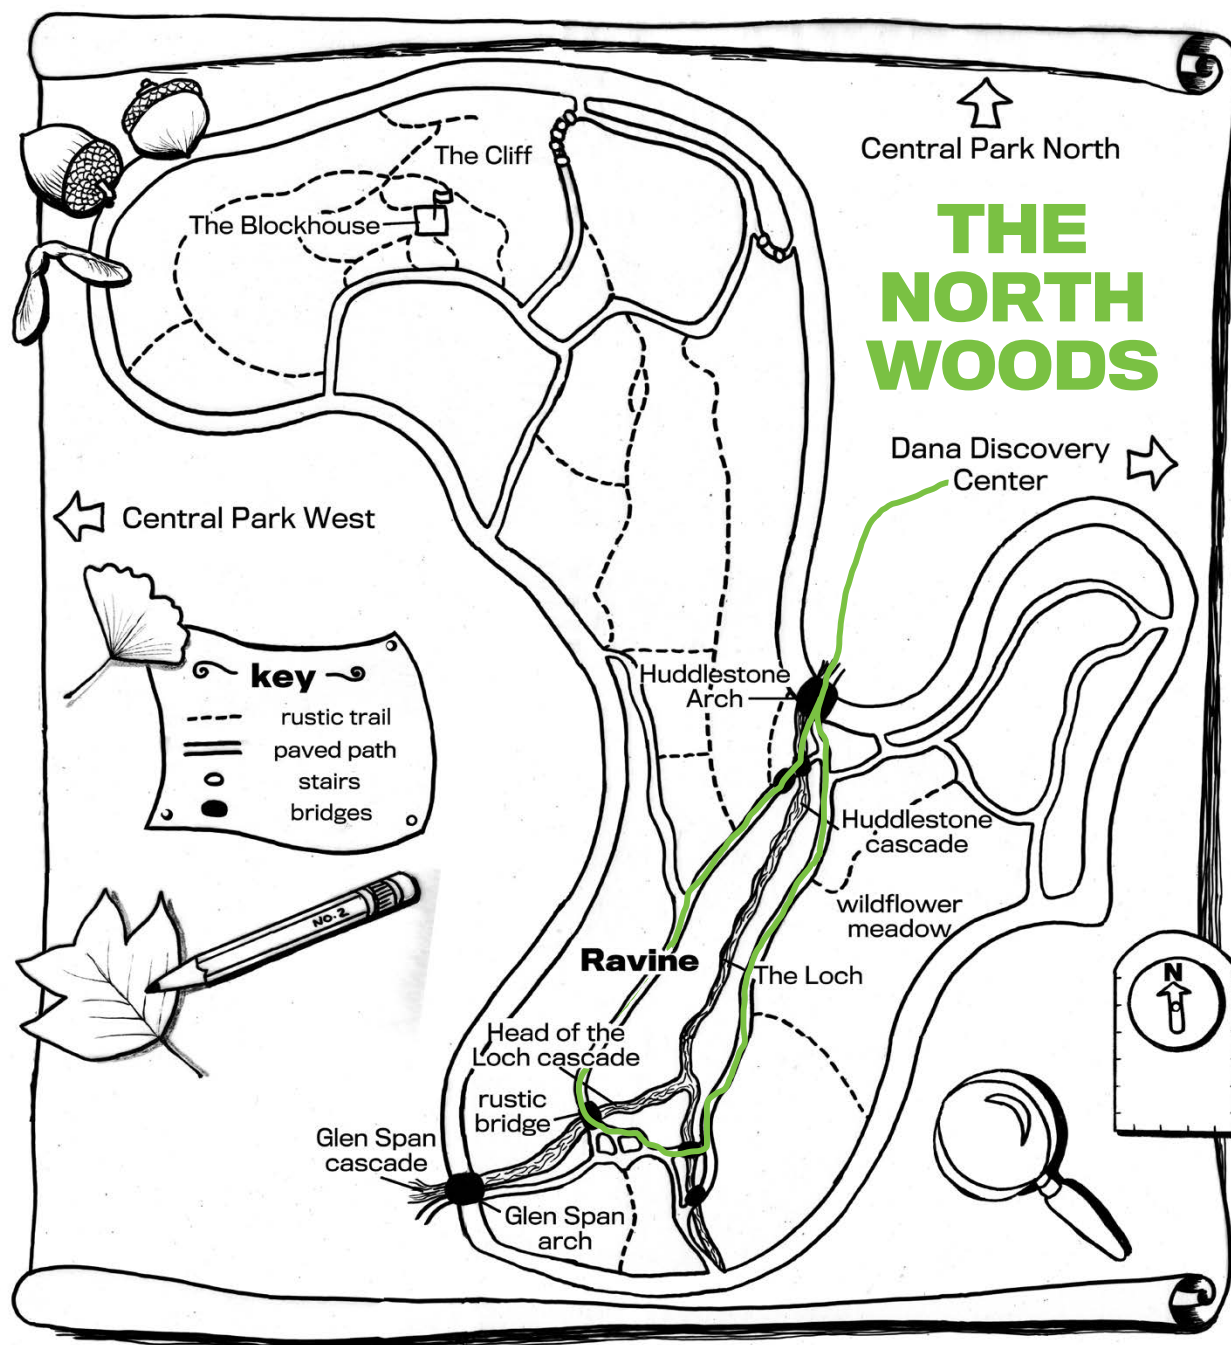 Central Park North
THE
NORTH
WOODS
The Cliff
The Blockhouse
Dana Discovery
Center
Central Park West
key
rustic trail
paved path
stairs
bridges
Huddlestone
Arch
Huddlestone
cascade
NO.2
wildflower
meadow
Ravine
The Loch
N
Head of the
Loch cascade
rustic
bridge
Glen Span
cascade
Glen Span
arch